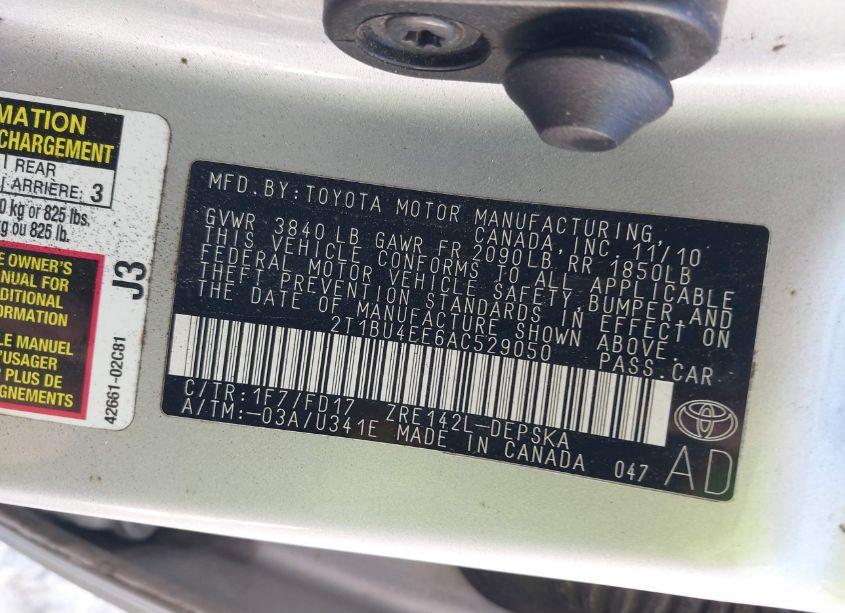 MATION
CHARGEMENT
REAR
ARRIÈRE: 3
0 kg or 825 lbs.
kg ou 825 lb.
E OWNER'S
ANUAL FOR
DITIONAL
ORMATION
LE MANUEL
'USAGER
PLUS DE
GNEMENTS
J3
42661-02C81
MFD.BY:TOYOTA MOTOR MANUFACTURING,
CANADA, INC. 11/10
GVWR 3840 LB GAWR FR 2090LB, RR 1850LB
THIS VEHICLE CONFORMS TO ALL APPLICABLE
FEDERAL MOTOR VEHICLE SAFETY, BUMPER, AND
THEFT PREVENTION STANDARDS IN EFFECT ON
THE DATE OF MANUFACTURE SHOWN ABOVE.
2T1BU4EE6AC529050 PASS.CAR
C/TR:1F7/FD17 ZRE142L-DEPSKA
A/TM:-03A/U341E MADE IN CANADA 047
AD